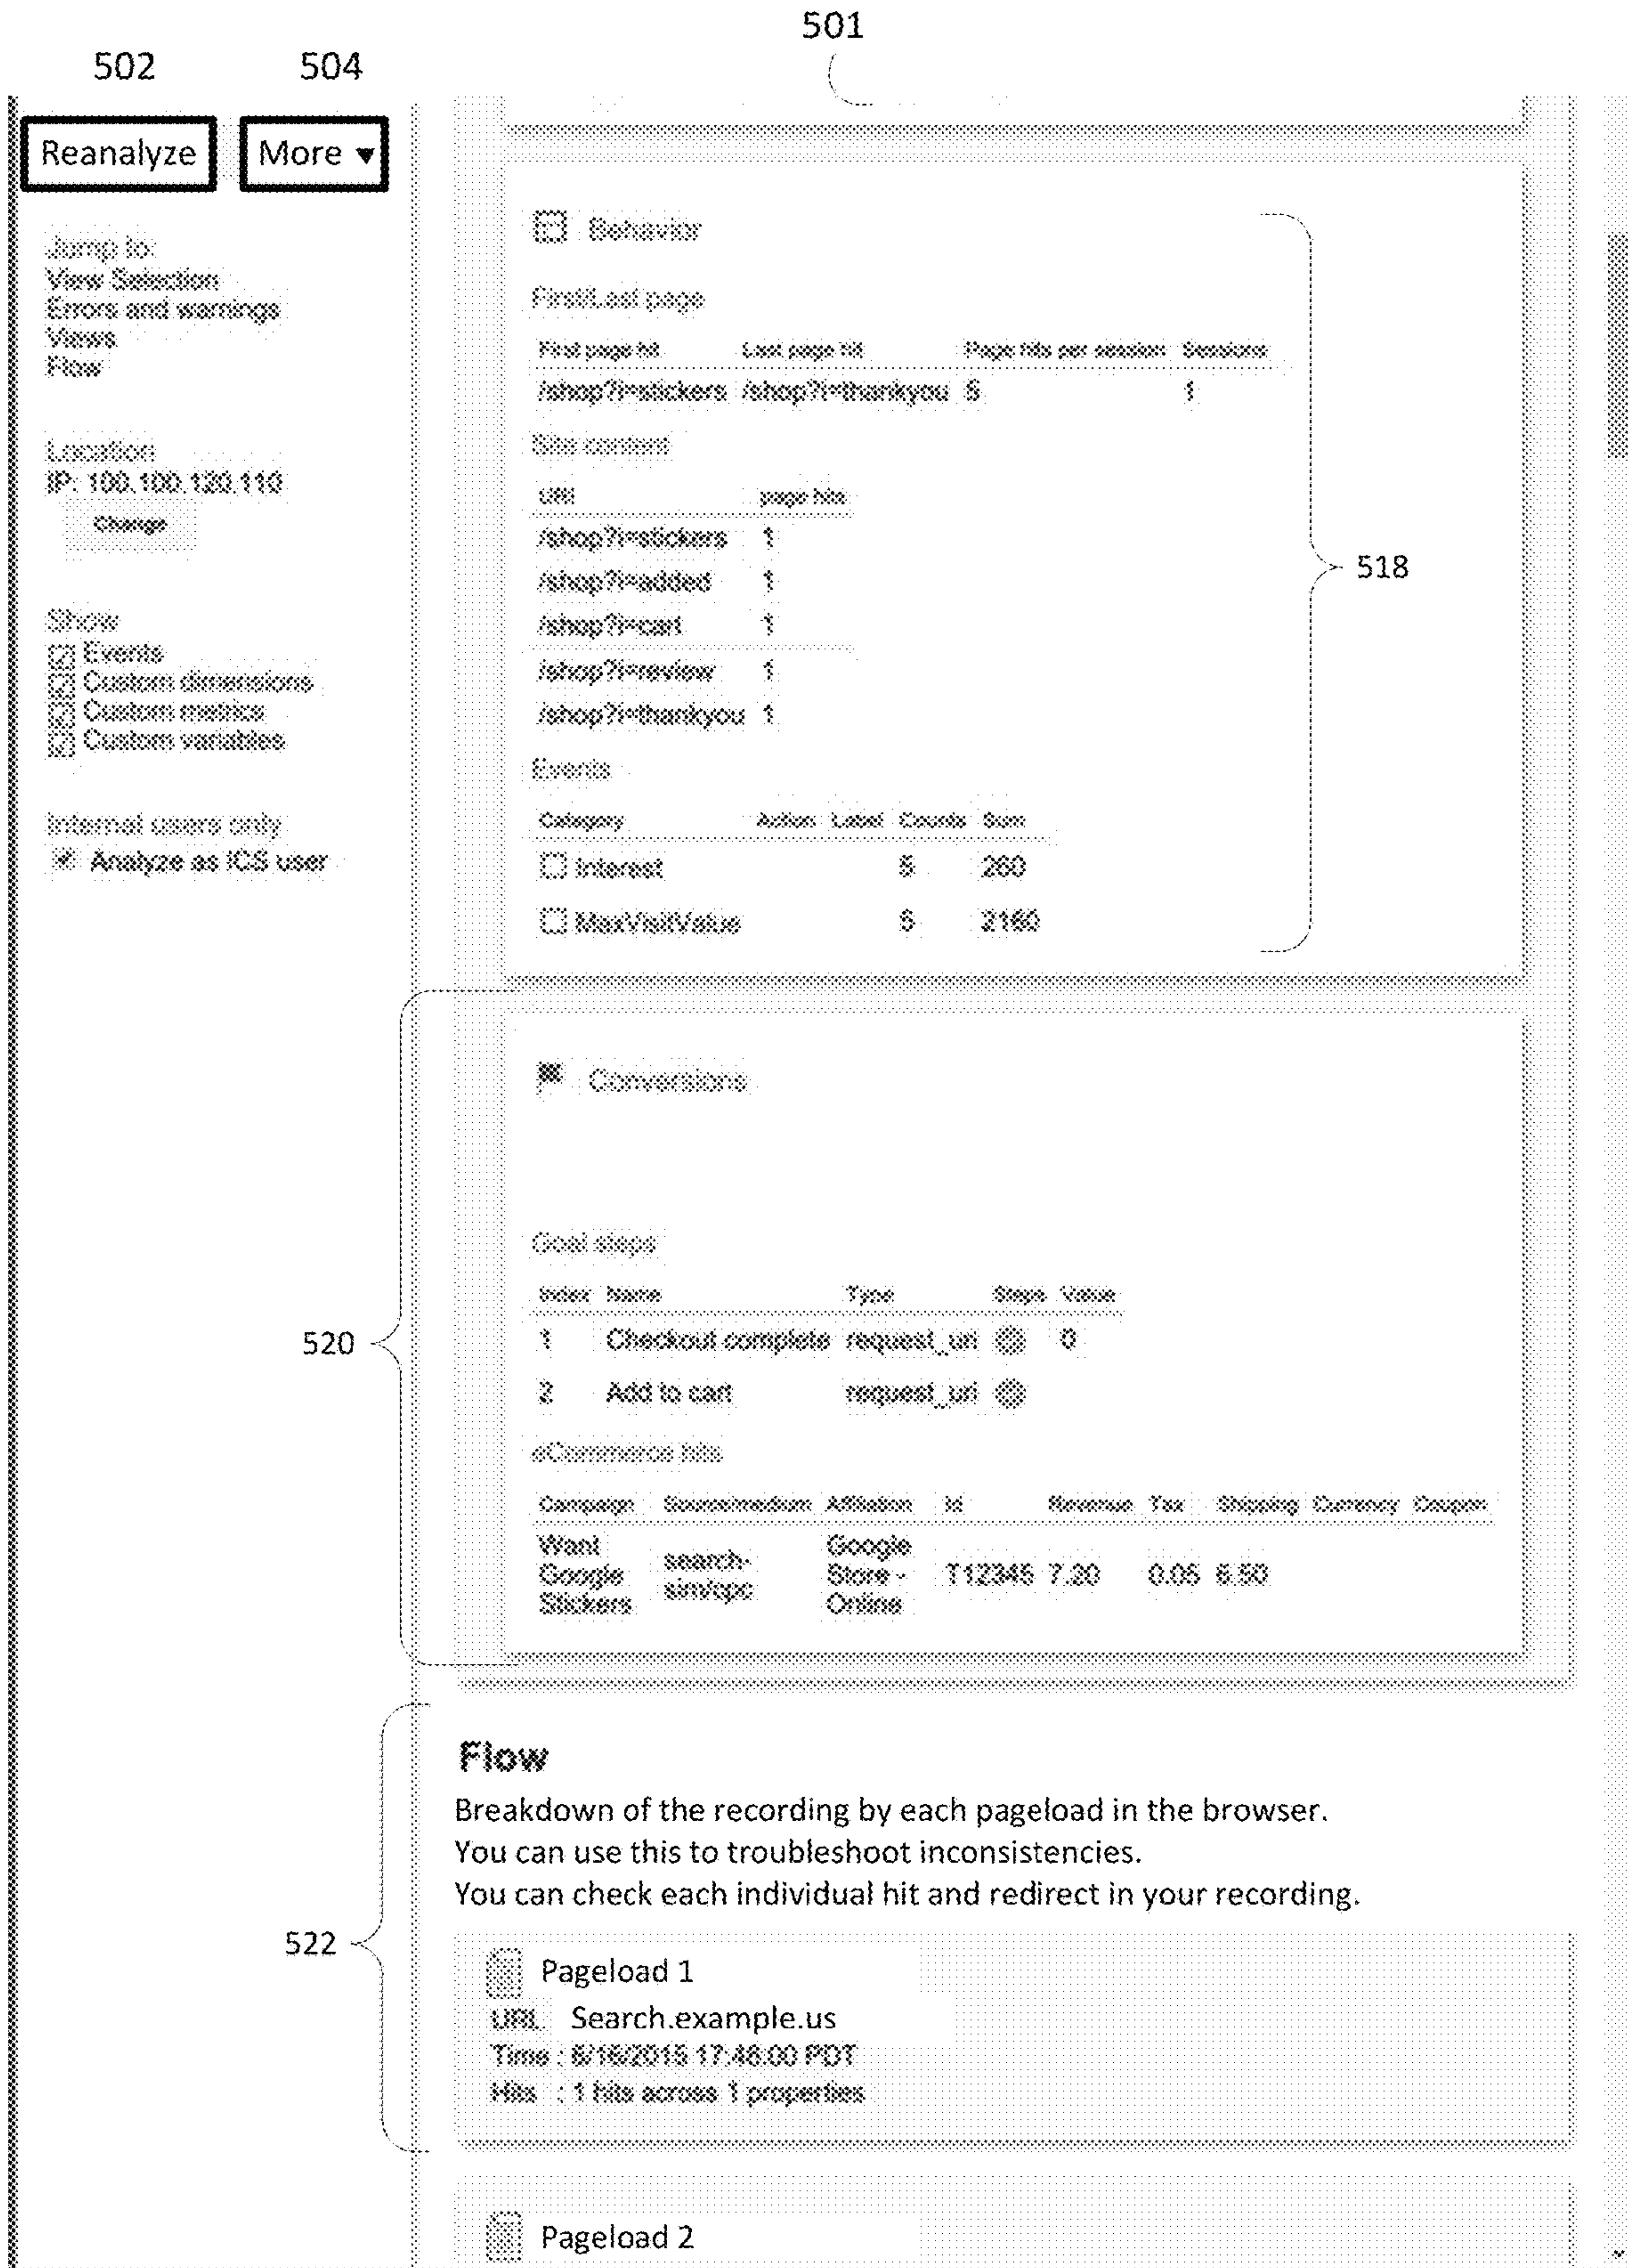 501
502 504
Reanalyze More ▼
Jump to:
View Selection
Errors and warnings
Views
Flow
Location
IP: 100.100.120.110
Change
Show
Events
Custom dimensions
Custom metrics
Custom variables
Internal users only
Analyze as ICS user
Behavior
First/Last page
First page hit Last page hit Page hits per session Sessions
/shop?i=stickers /shop?i=thankyou 5 1
Site content
URI page hits
/shop?i=stickers 1
/shop?i=added 1
/shop?i=cart 1
/shop?i=review 1
/shop?i=thankyou 1
Events
Category Action Label Counts Sum
Interest 5 260
MaxVisitValue 5 2160
518
Conversions
Goal steps
Index Name Type Steps Value
1 Checkout complete request_uri 0
2 Add to cart request_uri
eCommerce hits
Campaign Source/medium Affiliation Id Revenue Tax Shipping Currency Coupon
Want Google Stickers search-sim/cpc Google Store - Online T12345 7.20 0.05 6.50
520
Flow
Breakdown of the recording by each pageload in the browser.
You can use this to troubleshoot inconsistencies.
You can check each individual hit and redirect in your recording.
522
Pageload 1
URL Search.example.us
Time : 6/16/2015 17:48:00 PDT
Hits : 1 hits across 1 properties
Pageload 2